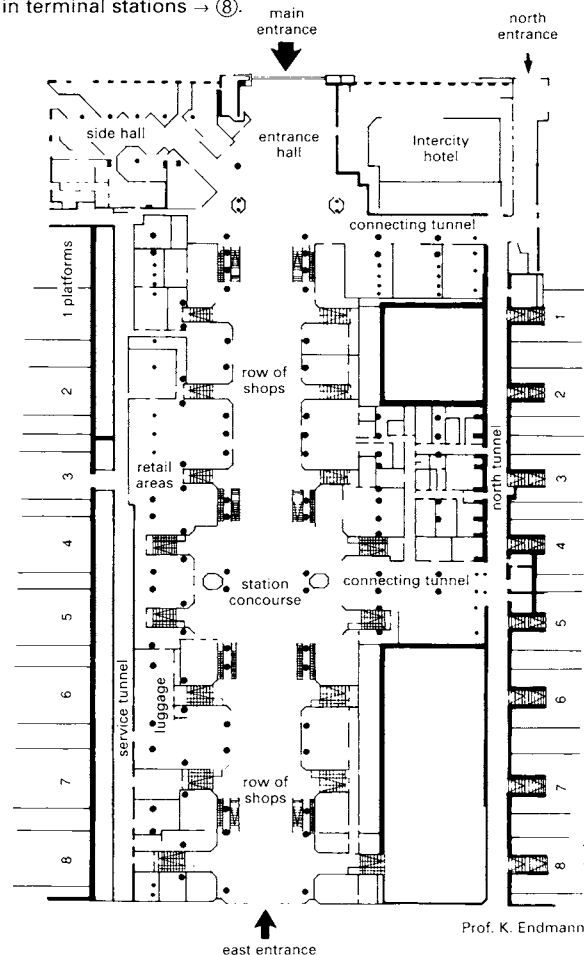 in terminal stations → ⑧.
main
entrance
north
entrance
side hall
entrance
hall
Intercity
hotel
connecting tunnel
1 platforms
1
row of
shops
2
2
retail
areas
north tunnel
3
3
4
4
station
concourse
connecting tunnel
5
5
service tunnel
luggage
6
6
row of
shops
7
7
8
8
Prof. K. Endmann
east entrance